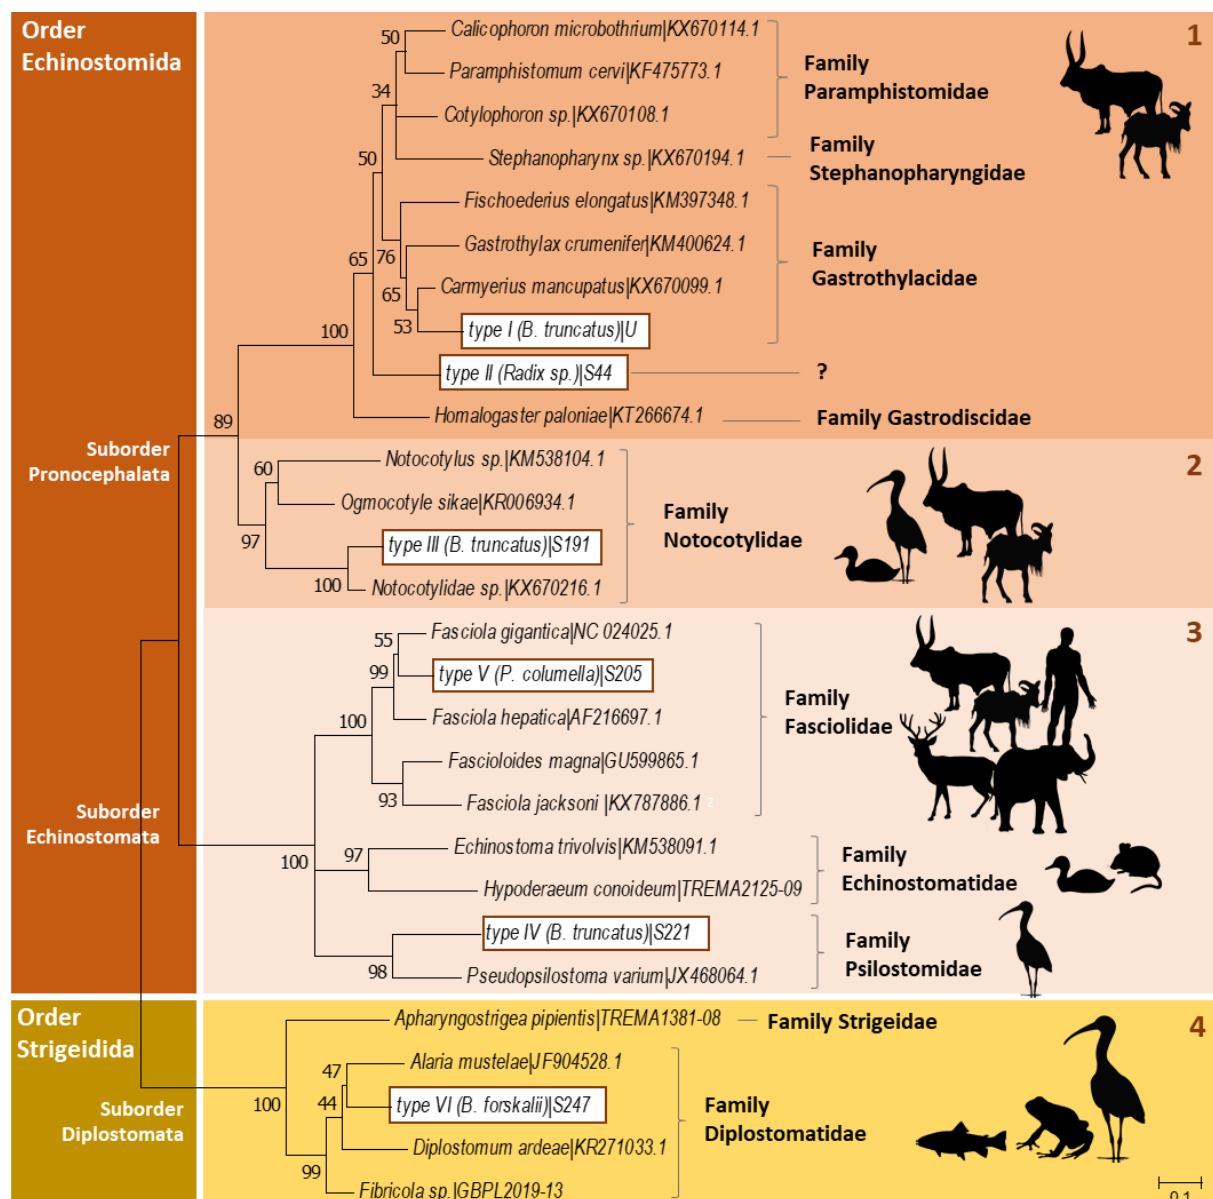 Order
Echinostomida
1
50
Calicophoron microbothrium|KX670114.1
Paramphistomum cervi|KF475773.1
Family
Paramphistomidae
34
Cotylophoron sp.|KX670108.1
50
Stephanopharynx sp.|KX670194.1
Family
Stephanopharyngidae
Fischoederius elongatus|KM397348.1
65
76
Gastrothylax crumenifer|KM400624.1
Family
Gastrothylacidae
65
Carmyerius mancupatus|KX670099.1
53
type I (B. truncatus)|U
100
type II (Radix sp.)|S44
?
Homalogaster paloniae|KT266674.1
Family Gastrodiscidae
89
Suborder
Pronocephalata
2
60
Notocotylus sp.|KM538104.1
Ogmocotyle sikae|KR006934.1
Family
Notocotylidae
97
type III (B. truncatus)|S191
100
Notocotylidae sp.|KX670216.1
3
55
Fasciola gigantica|NC 024025.1
99
type V (P. columella)|S205
100
Fasciola hepatica|AF216697.1
Family
Fasciolidae
Fascioloides magna|GU599865.1
93
Fasciola jacksoni |KX787886.1 2
Suborder
Echinostomata
100
97
Echinostoma trivolvis|KM538091.1
Hypoderaeum conoideum|TREMA2125-09
Family
Echinostomatidae
type IV (B. truncatus)|S221
98
Pseudopsilostoma varium|JX468064.1
Family
Psilostomidae
Order
Strigeidida
4
Apharyngostrigea pipientis|TREMA1381-08
Family Strigeidae
47
Alaria mustelae|JF904528.1
100
44
type VI (B. forskalii)|S247
Suborder
Diplostomata
Family
Diplostomatidae
Diplostomum ardeae|KR271033.1
99
Fibricola sp.|GBPL2019-13
0.1